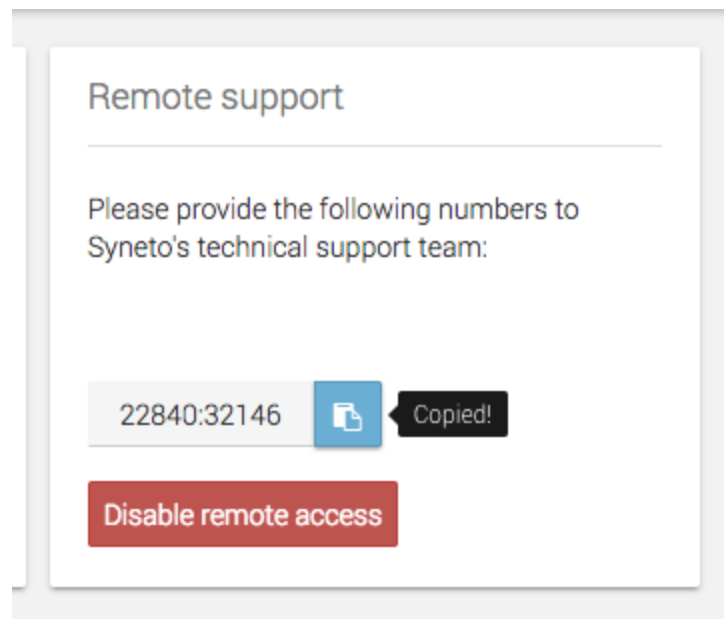 Remote support
Please provide the following numbers to
Syneto's technical support team:
22840:32146
Copied!
Disable remote access